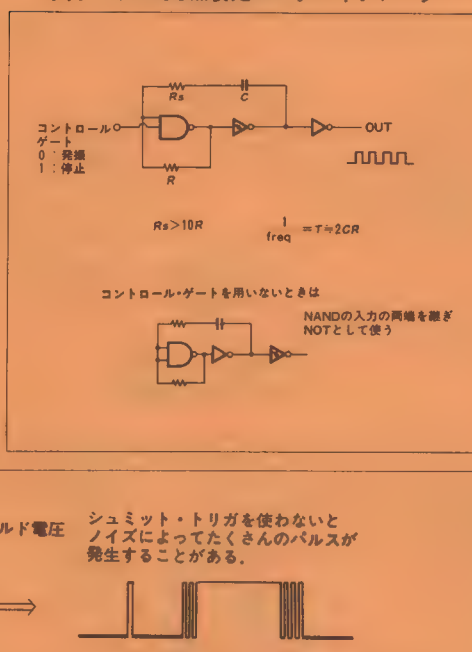 Rs
C
コントロール
ゲート
0：発振
1：停止
OUT
R
Rs>10R
1/freq =T≒2CR
コントロール・ゲートを用いないときは
NANDの入力の両端を継ぎ
NOTとして使う
ルド電圧
シュミット・トリガを使わないと
ノイズによってたくさんのパルスが
発生することがある．